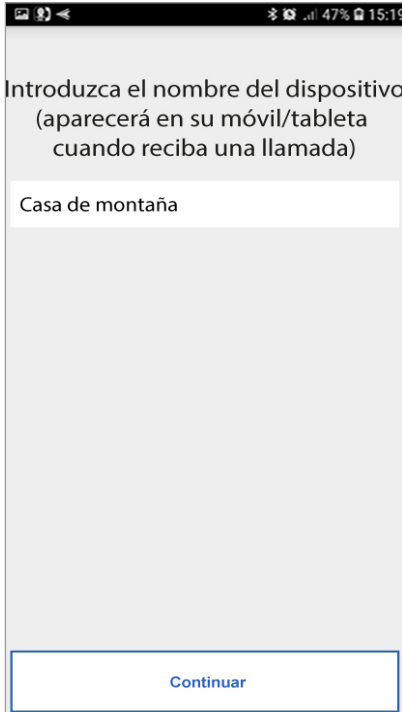 47% 15:19
Introduzca el nombre del dispositivo
(aparecerá en su móvil/tableta
cuando reciba una llamada)
Casa de montaña
Continuar